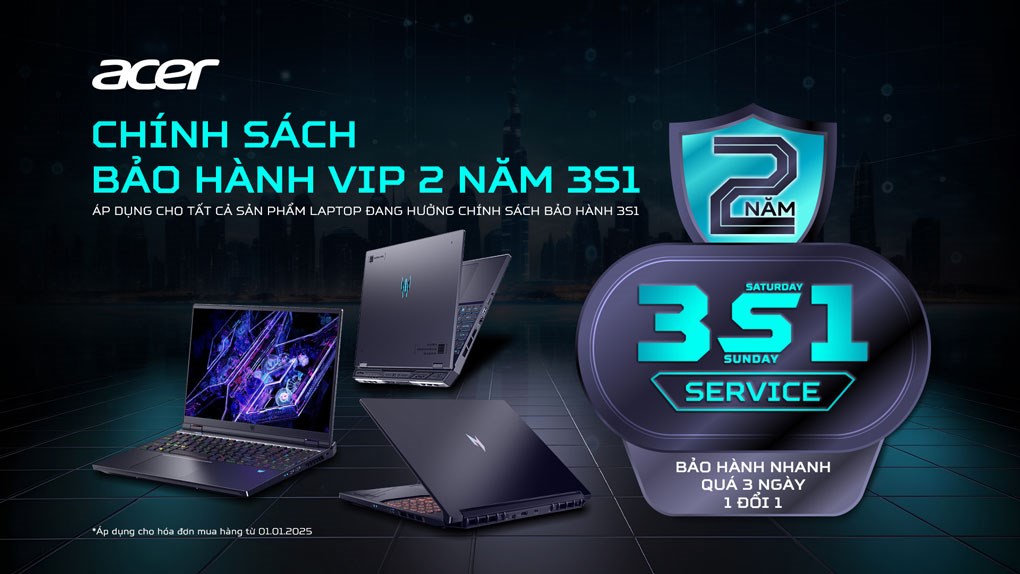 acer
CHÍNH SÁCH
BẢO HÀNH VIP 2 NĂM 3S1
ÁP DỤNG CHO TẤT CẢ SẢN PHẨM LAPTOP ĐANG HƯỞNG CHÍNH SÁCH BẢO HÀNH 3S1
2
NĂM
SATURDAY
3S1
SUNDAY
SERVICE
BẢO HÀNH NHANH
QUÁ 3 NGÀY
1 ĐỔI 1
*Áp dụng cho hóa đơn mua hàng từ 01.01.2025